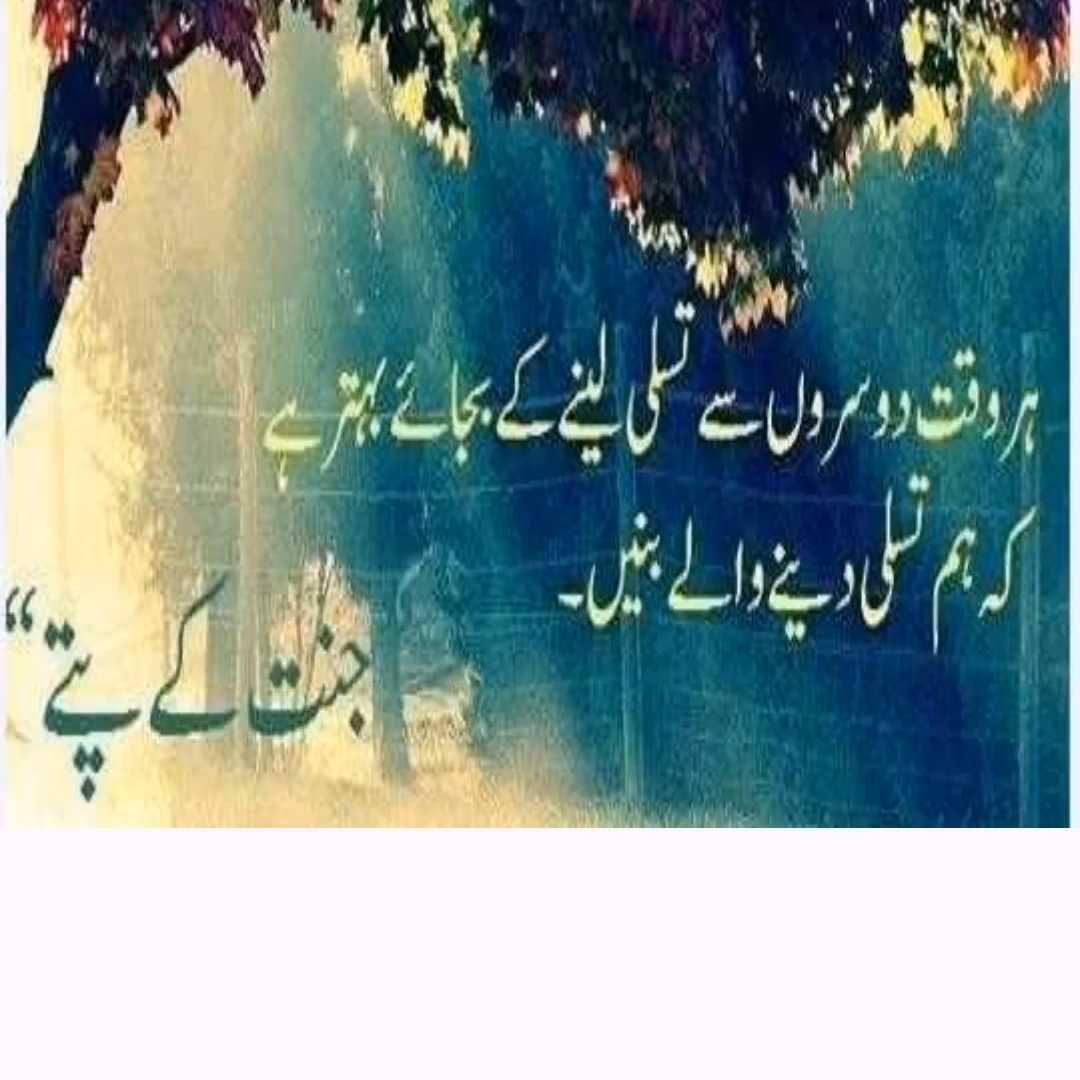 ہر وقت دوسروں سے تسلی لینے کے بجائے بہتر ہے
کہ ہم تسلی دینے والے بنیں۔
جنت کے پتے “